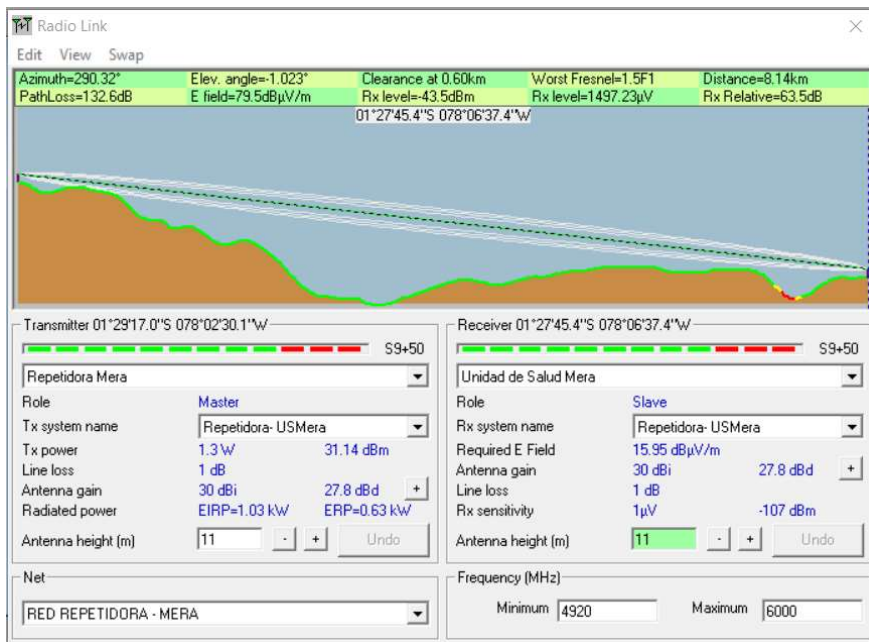 Radio Link
Edit View Swap
Azimuth=290.32° Elev. angle=-1.023° Clearance at 0.60km Worst Fresnel=1.5F1 Distance=8.14km
PathLoss=132.6dB E field=79.5dBµV/m Rx level=-43.5dBm Rx level=1497.23µV Rx Relative=63.5dB
01°27'45.4"S 078°06'37.4"W
Transmitter 01°29'17.0"S 078°02'30.1"W
S9+50
Repetidora Mera
Role Master
Tx system name Repetidora- USMera
Tx power 1.3 W 31.14 dBm
Line loss 1 dB
Antenna gain 30 dBi 27.8 dBd +
Radiated power EIRP=1.03 kW ERP=0.63 kW
Antenna height (m) 11 - + Undo
Net
RED REPETIDORA - MERA
Receiver 01°27'45.4"S 078°06'37.4"W
S9+50
Unidad de Salud Mera
Role Slave
Rx system name Repetidora- USMera
Required E Field 15.95 dBµV/m
Antenna gain 30 dBi 27.8 dBd +
Line loss 1 dB
Rx sensitivity 1µV -107 dBm
Antenna height (m) 11 - + Undo
Frequency (MHz)
Minimum 4920 Maximum 6000